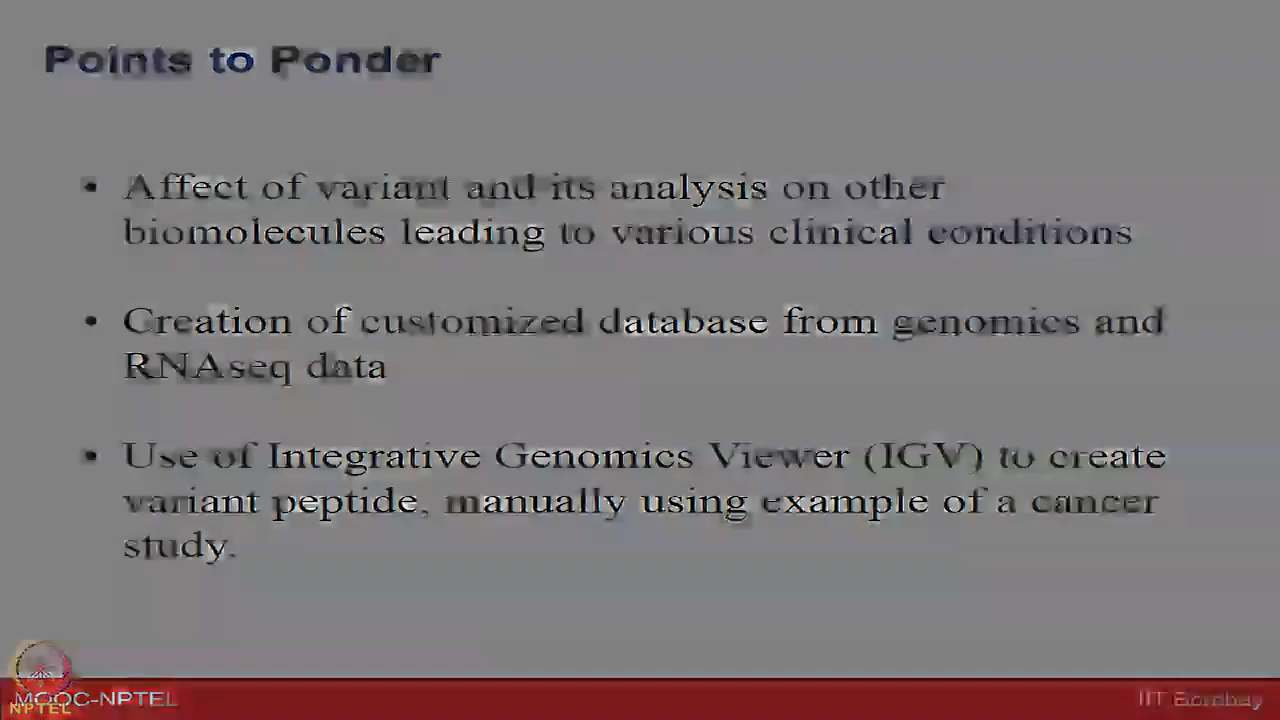 Points to Ponder
• Affect of variant and its analysis on other
biomolecules leading to various clinical conditions
• Creation of customized database from genomics and
RNAseq data
• Use of Integrative Genomics Viewer (IGV) to create
variant peptide, manually using example of a cancer
study.
MOOC-NPTEL
NPTEL
IIT Bombay